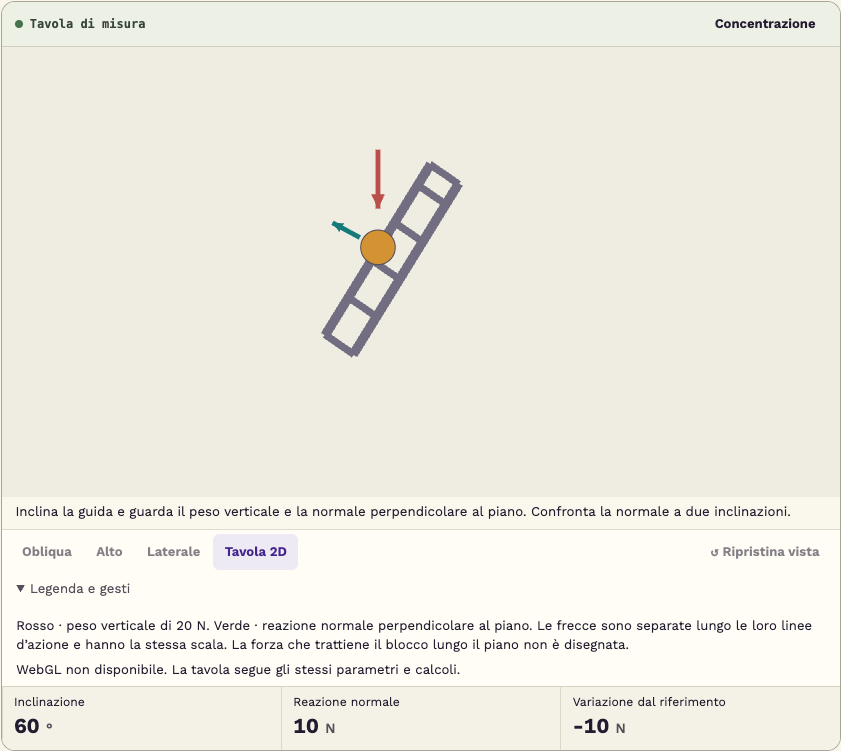 Tavola di misura
Concentrazione
Inclina la guida e guarda il peso verticale e la normale perpendicolare al piano. Confronta la normale a due inclinazioni.
Obliqua Alto Laterale Tavola 2D ↺ Ripristina vista
▼ Legenda e gesti
Rosso · peso verticale di 20 N. Verde · reazione normale perpendicolare al piano. Le frecce sono separate lungo le loro linee
d’azione e hanno la stessa scala. La forza che trattiene il blocco lungo il piano non è disegnata.
WebGL non disponibile. La tavola segue gli stessi parametri e calcoli.
Inclinazione
60 °
Reazione normale
10 N
Variazione dal riferimento
-10 N